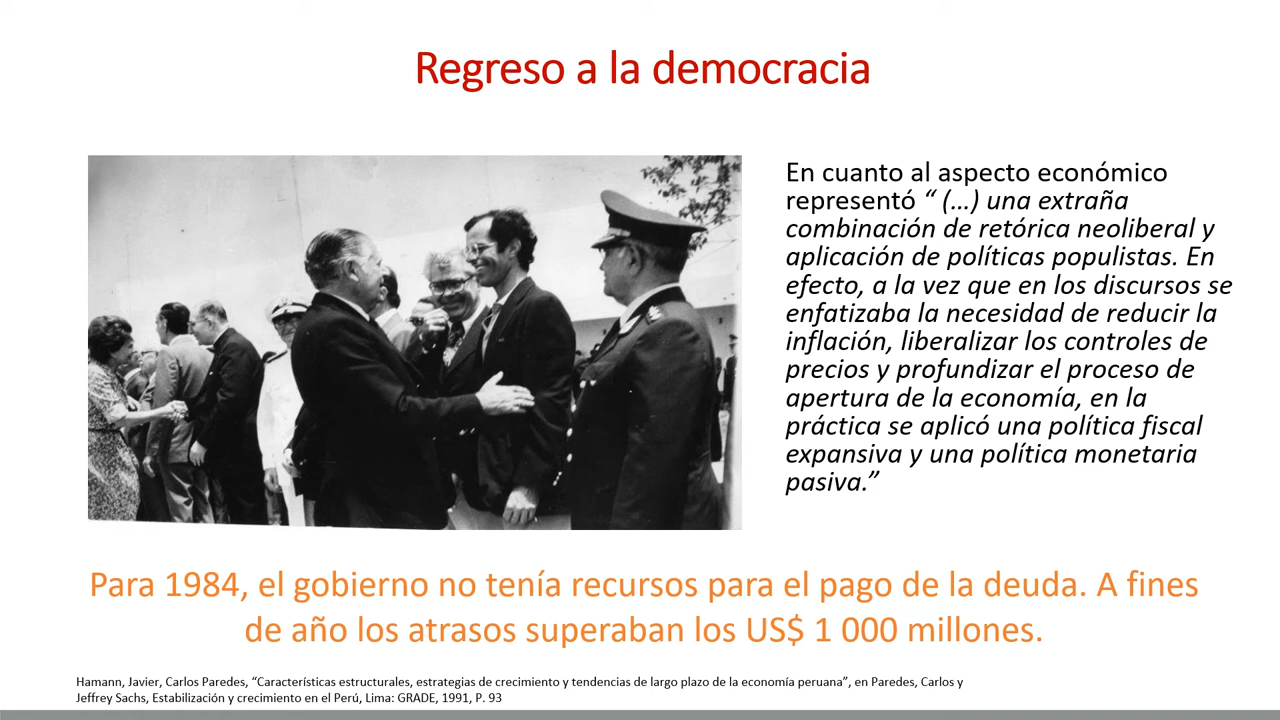 Regreso a la democracia
En cuanto al aspecto económico
representó “ (…) una extraña
combinación de retórica neoliberal y
aplicación de políticas populistas. En
efecto, a la vez que en los discursos se
enfatizaba la necesidad de reducir la
inflación, liberalizar los controles de
precios y profundizar el proceso de
apertura de la economía, en la
práctica se aplicó una política fiscal
expansiva y una política monetaria
pasiva.”
Para 1984, el gobierno no tenía recursos para el pago de la deuda. A fines
de año los atrasos superaban los US$ 1 000 millones.
Hamann, Javier, Carlos Paredes, “Características estructurales, estrategias de crecimiento y tendencias de largo plazo de la economía peruana”, en Paredes, Carlos y
Jeffrey Sachs, Estabilización y crecimiento en el Perú, Lima: GRADE, 1991, P. 93